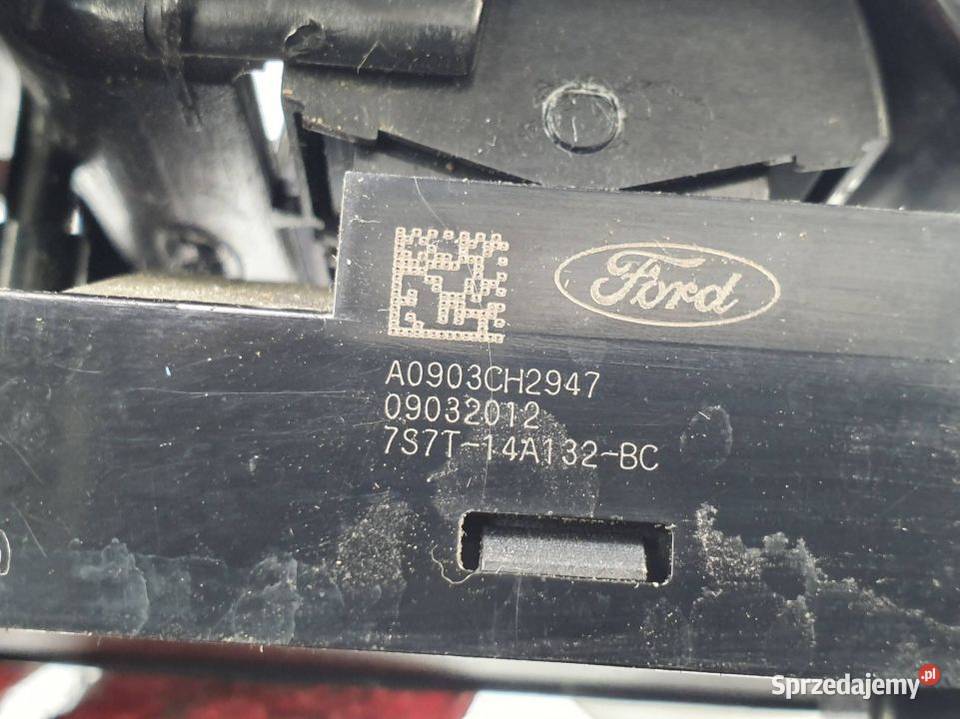 Ford
A0903CH2947
09032012
7S7T-14A132-BC
Sprzedajemy.pl